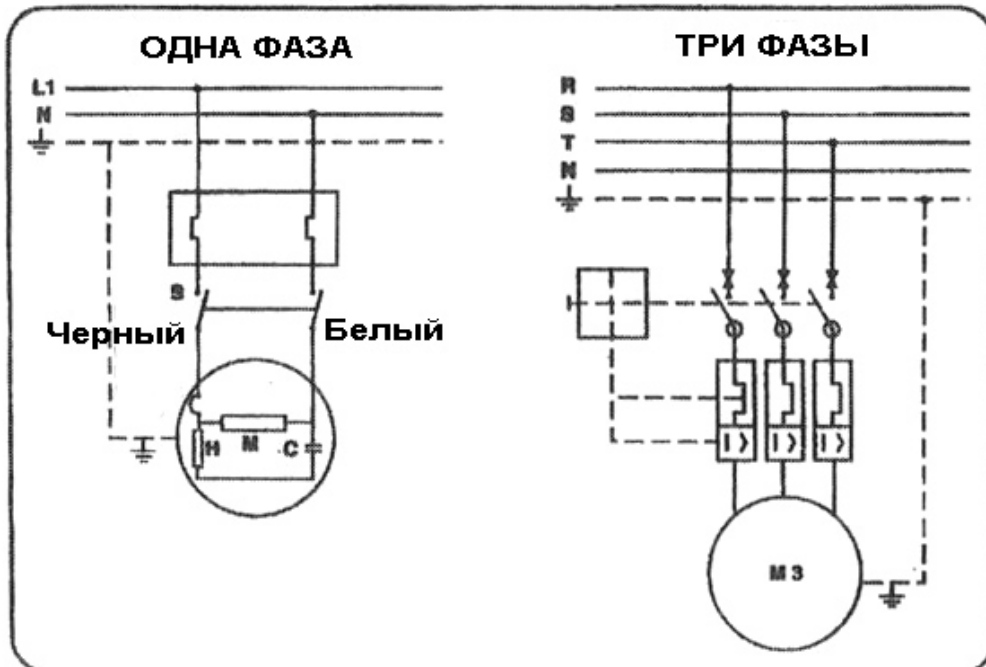 ОДНА ФАЗА
L1
N
S
Черный
Белый
M
H
C
ТРИ ФАЗЫ
R
S
T
N
I >
I >
I >
M 3